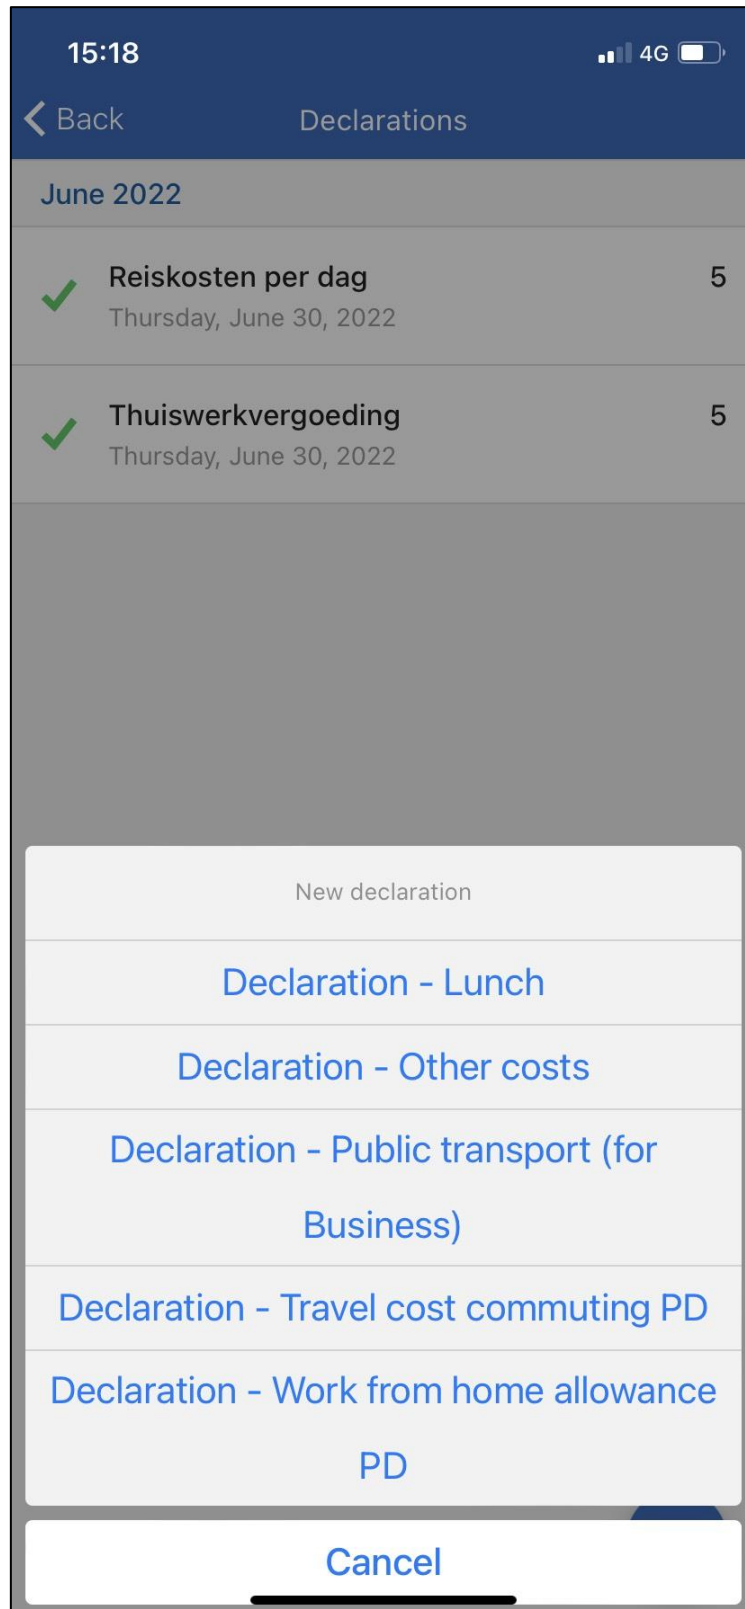 15:18
4G
Back
Declarations
June 2022
Reiskosten per dag
5
Thursday, June 30, 2022
Thuiswerkvergoeding
5
Thursday, June 30, 2022
New declaration
Declaration - Lunch
Declaration - Other costs
Declaration - Public transport (for
Business)
Declaration - Travel cost commuting PD
Declaration - Work from home allowance
PD
Cancel